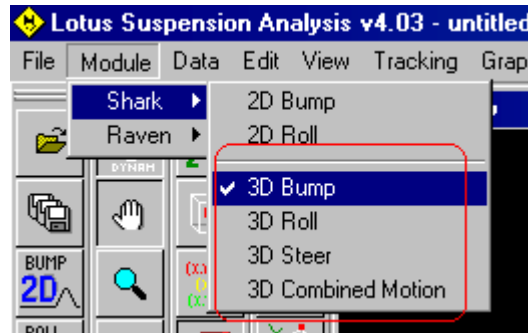 Lotus Suspension Analysis v4.03 - untitled
File Module Data Edit View Tracking Grap
Shark 2D Bump
Raven 2D Roll
DYNAM
3D Bump
3D Roll
BUMP 3D Steer
2D 3D Combined Motion